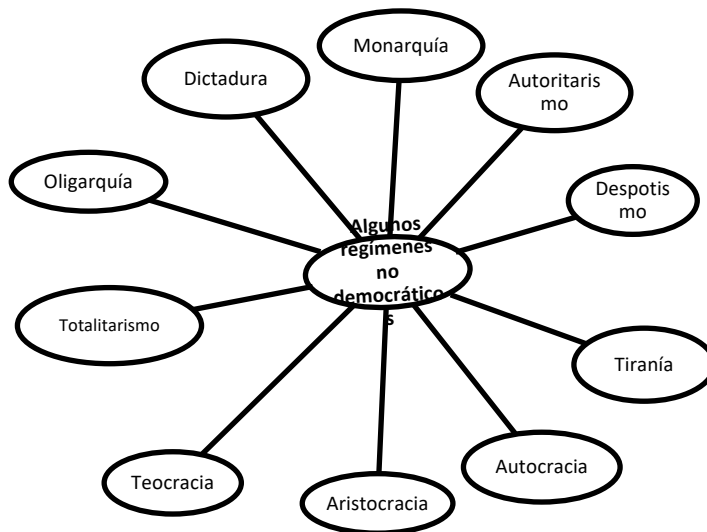 Monarquía
Dictadura
Autoritaris
mo
Oligarquía
Despotis
mo
Algunos
regímenes
no
democrático
s
Totalitarismo
Tiranía
Teocracia
Autocracia
Aristocracia